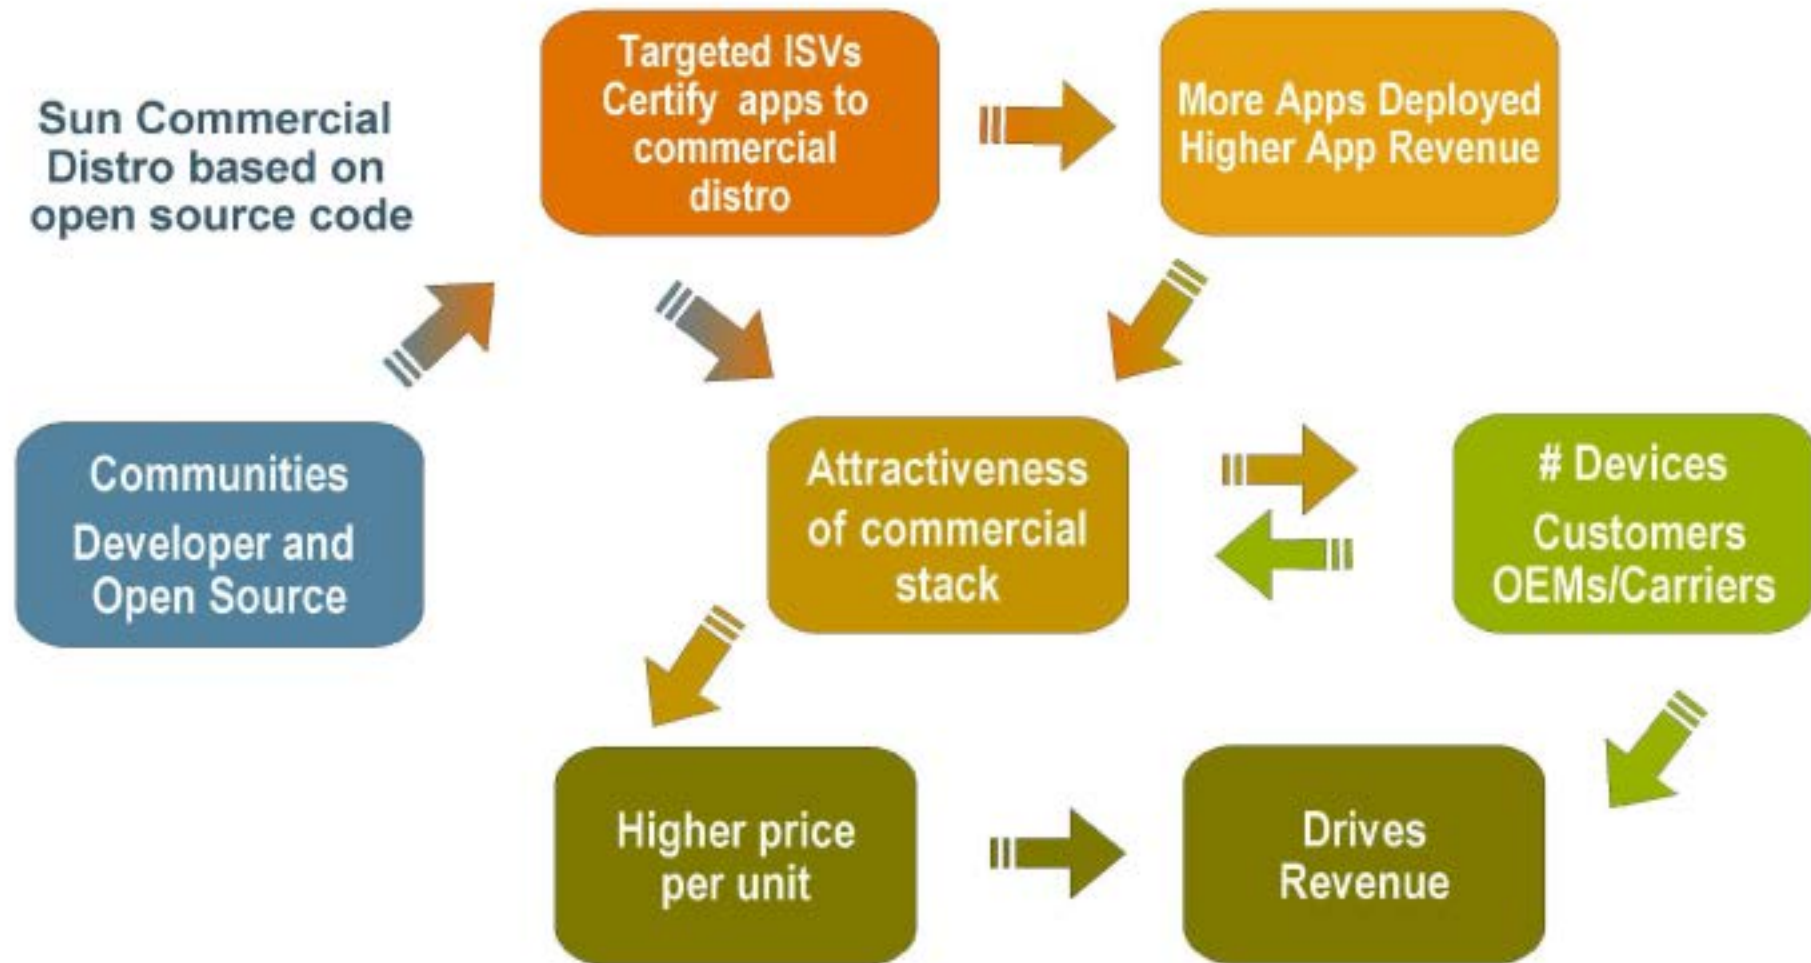 Sun Commercial
Distro based on
open source code
Targeted ISVs
Certify apps to
commercial
distro
More Apps Deployed
Higher App Revenue
Communities
Developer and
Open Source
Attractiveness
of commercial
stack
# Devices
Customers
OEMs/Carriers
Higher price
per unit
Drives
Revenue